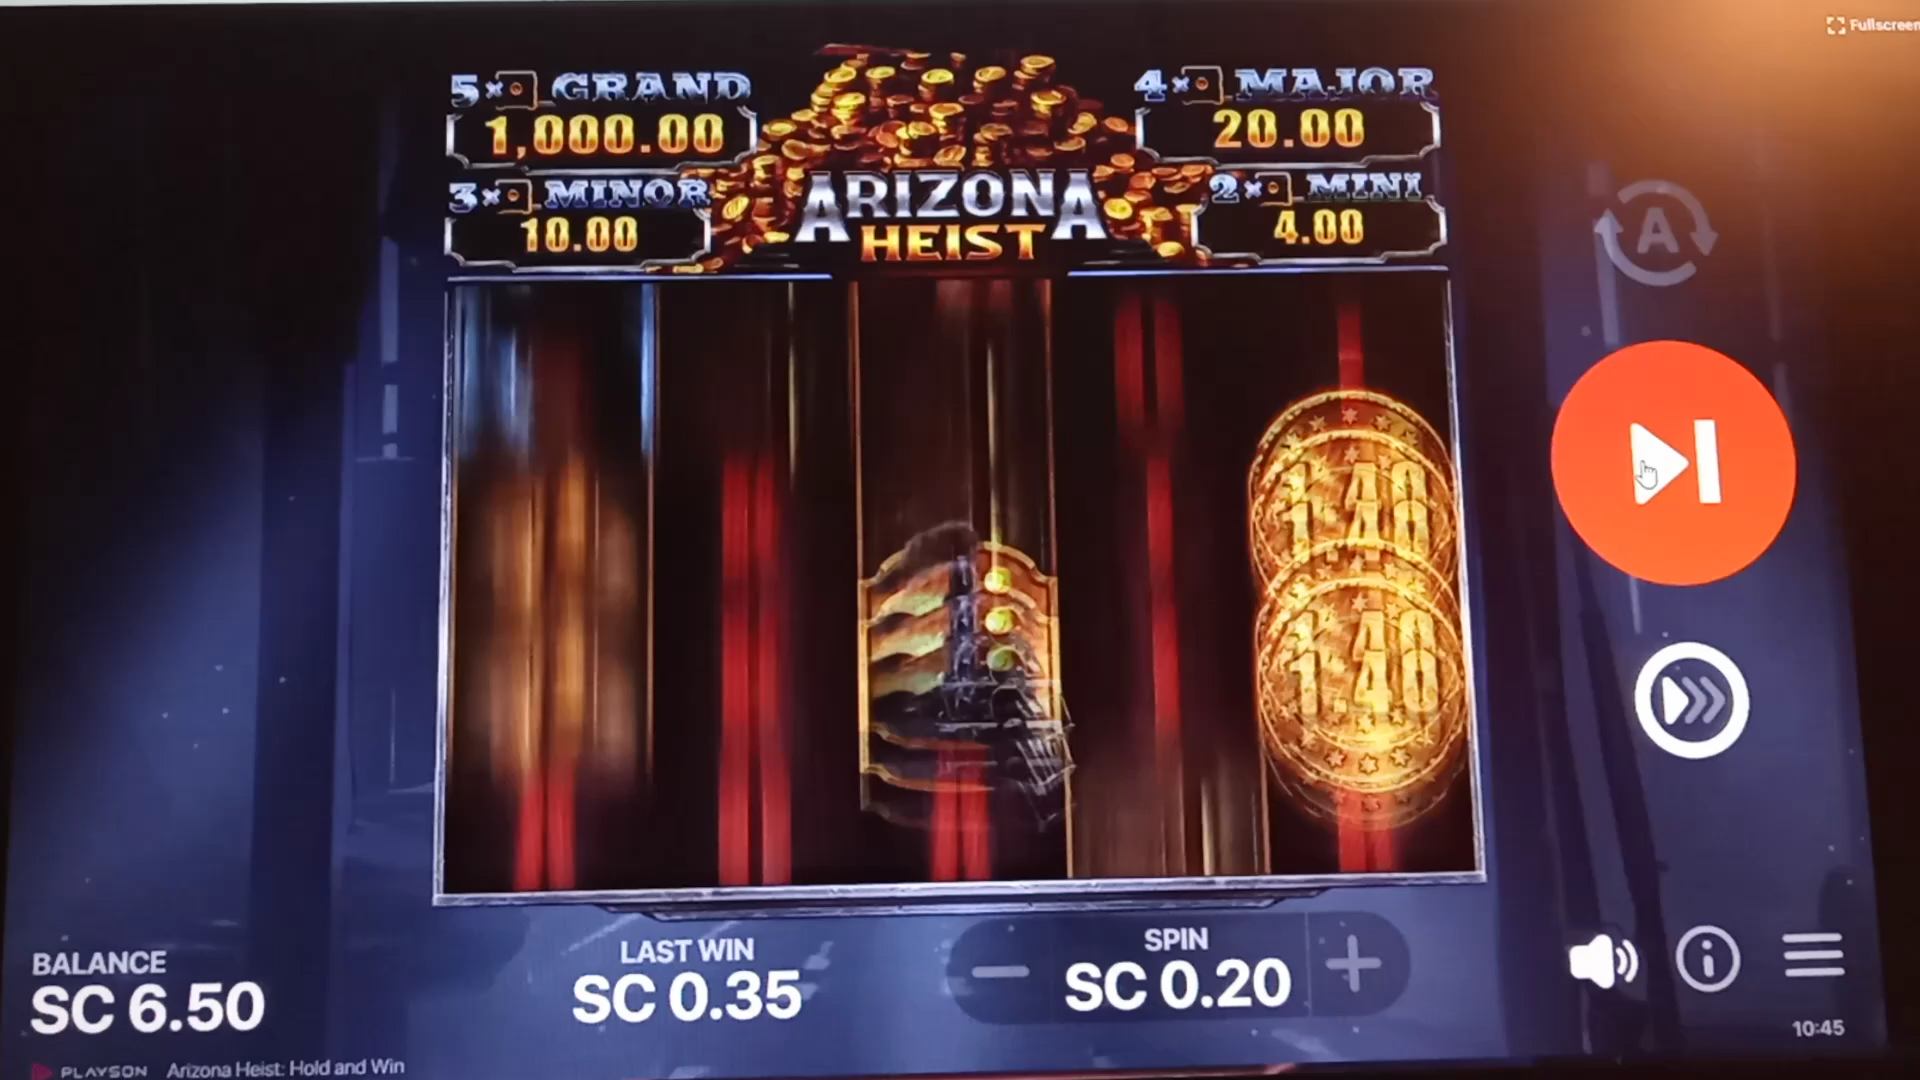 Fullscreen
5× GRAND
1,000.00
4× MAJOR
20.00
3× MINOR
10.00
2× MINI
4.00
ARIZONA
HEIST
A
1.40
1.40
BALANCE
SC 6.50
LAST WIN
SC 0.35
SPIN
SC 0.20
10:45
PLAYSON Arizona Heist: Hold and Win